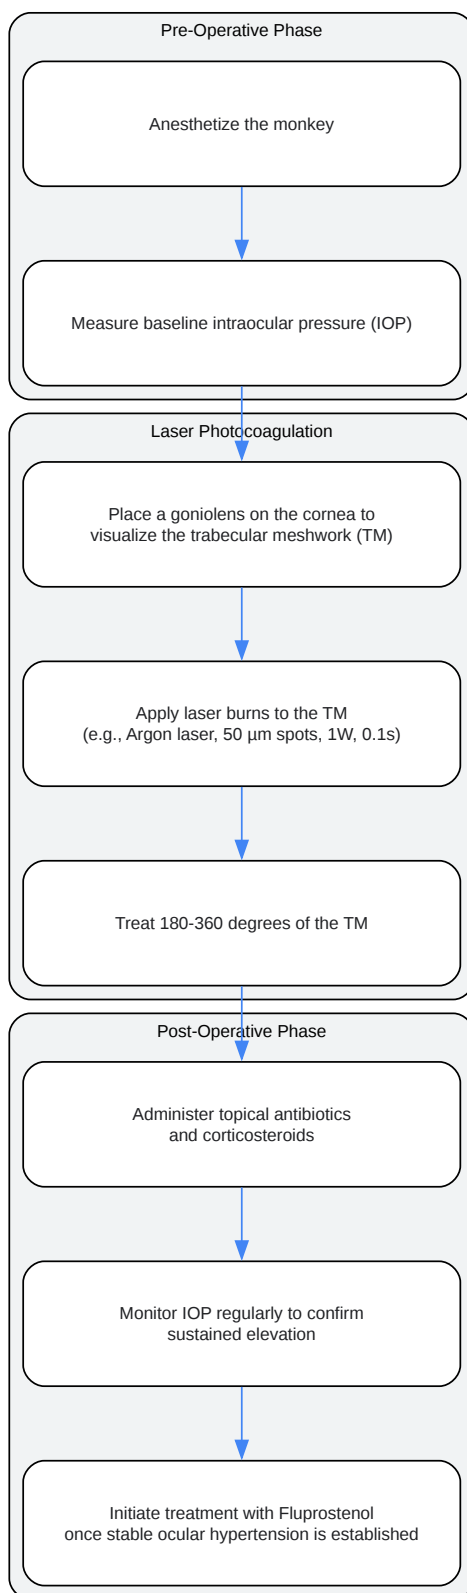 Pre-Operative Phase
Anesthetize the monkey
Measure baseline intraocular pressure (IOP)
Laser Photocoagulation
Place a goniolens on the cornea to
visualize the trabecular meshwork (TM)
Apply laser burns to the TM
(e.g., Argon laser, 50 µm spots, 1W, 0.1s)
Treat 180-360 degrees of the TM
Post-Operative Phase
Administer topical antibiotics
and corticosteroids
Monitor IOP regularly to confirm
sustained elevation
Initiate treatment with Fluprostenol
once stable ocular hypertension is established